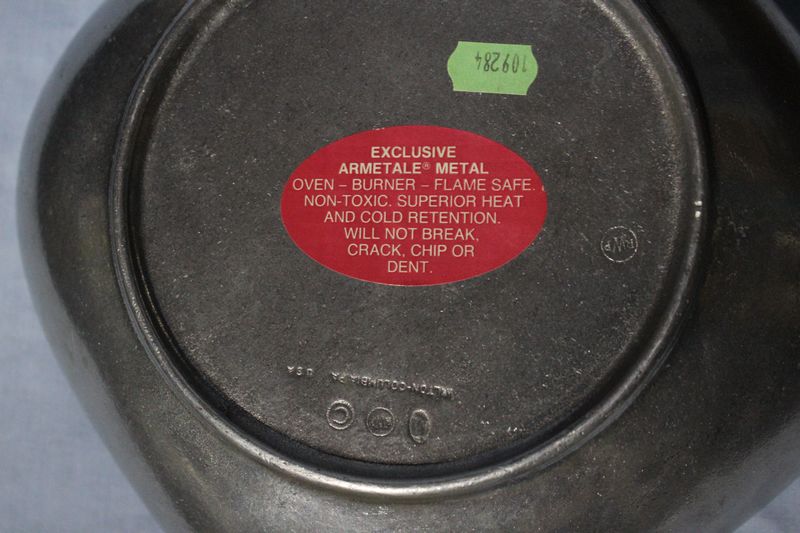 109284
EXCLUSIVE
ARMETALE® METAL
OVEN – BURNER – FLAME SAFE.
NON-TOXIC. SUPERIOR HEAT
AND COLD RETENTION.
WILL NOT BREAK,
CRACK, CHIP OR
DENT.
RWP
WILTON-COLUMBIA PA. USA
©